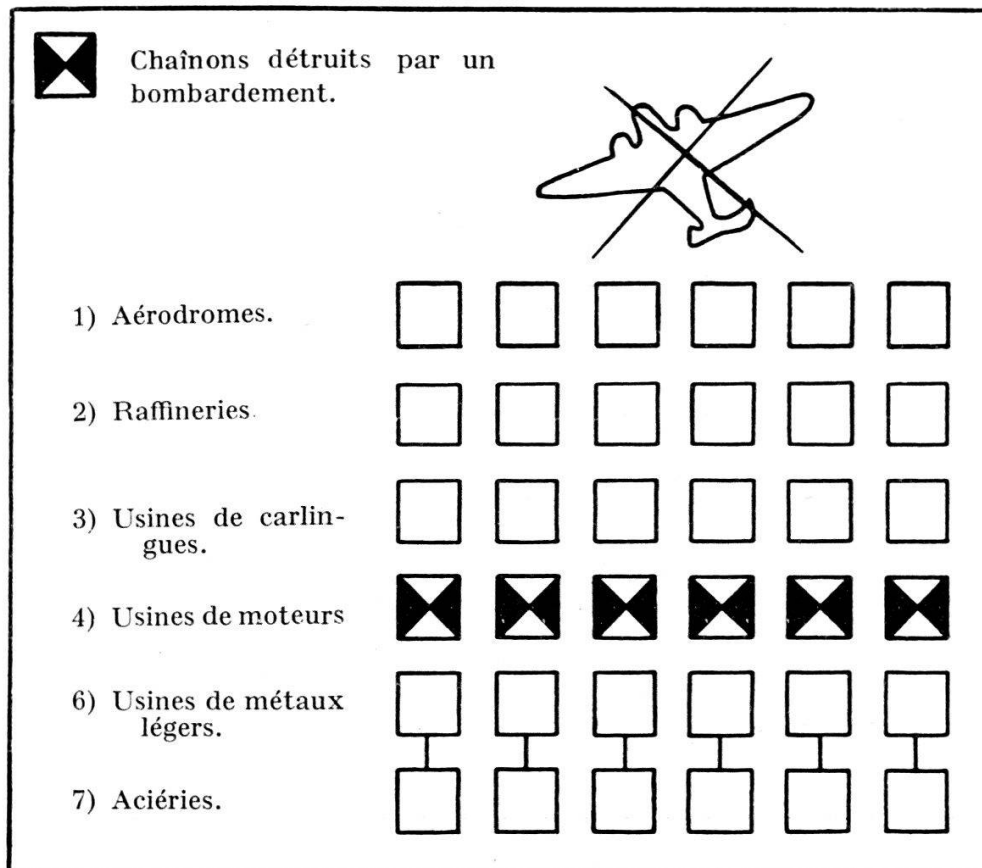 Chaînons détruits par un
bombardement.
1) Aérodromes.
2) Raffineries
3) Usines de carlin-
gues.
4) Usines de moteurs
6) Usines de métaux
légers.
7) Aciéries.